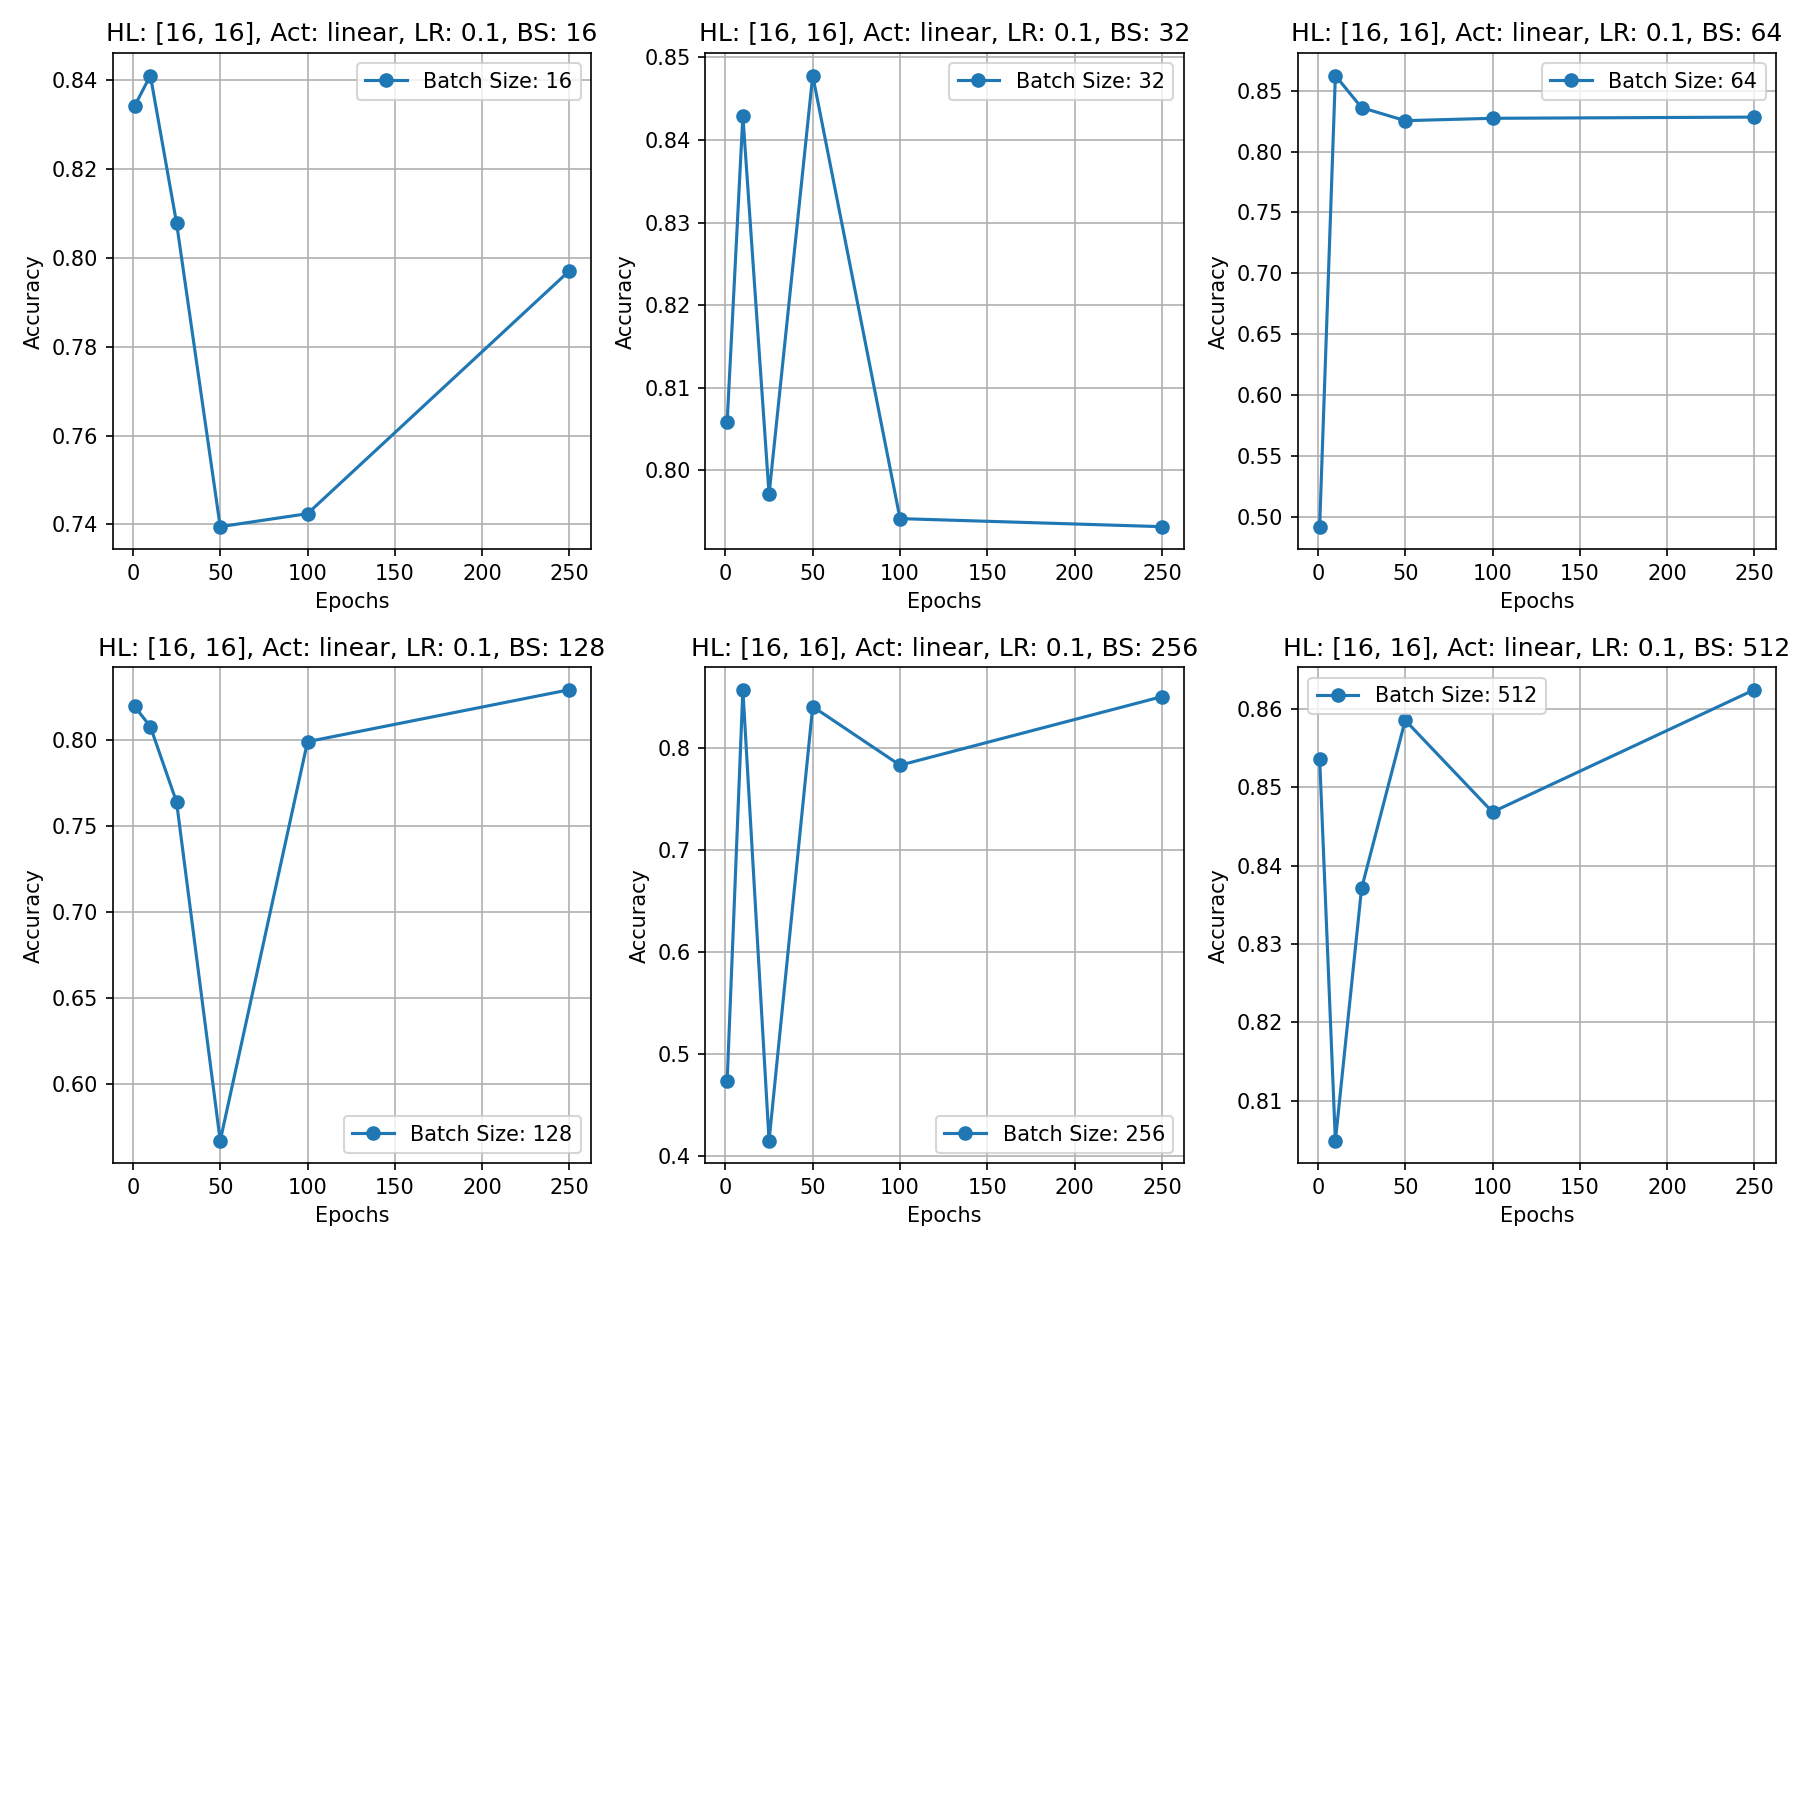 HL: [16, 16], Act: linear, LR: 0.1, BS: 16
Batch Size: 16
Accuracy
0.84
0.82
0.80
0.78
0.76
0.74
0 50 100 150 200 250
Epochs
HL: [16, 16], Act: linear, LR: 0.1, BS: 32
Batch Size: 32
Accuracy
0.85
0.84
0.83
0.82
0.81
0.80
0 50 100 150 200 250
Epochs
HL: [16, 16], Act: linear, LR: 0.1, BS: 64
Batch Size: 64
Accuracy
0.85
0.80
0.75
0.70
0.65
0.60
0.55
0.50
0 50 100 150 200 250
Epochs
HL: [16, 16], Act: linear, LR: 0.1, BS: 128
Accuracy
0.80
0.75
0.70
0.65
0.60
Batch Size: 128
0 50 100 150 200 250
Epochs
HL: [16, 16], Act: linear, LR: 0.1, BS: 256
Accuracy
0.8
0.7
0.6
0.5
0.4
Batch Size: 256
0 50 100 150 200 250
Epochs
HL: [16, 16], Act: linear, LR: 0.1, BS: 512
Batch Size: 512
Accuracy
0.86
0.85
0.84
0.83
0.82
0.81
0 50 100 150 200 250
Epochs